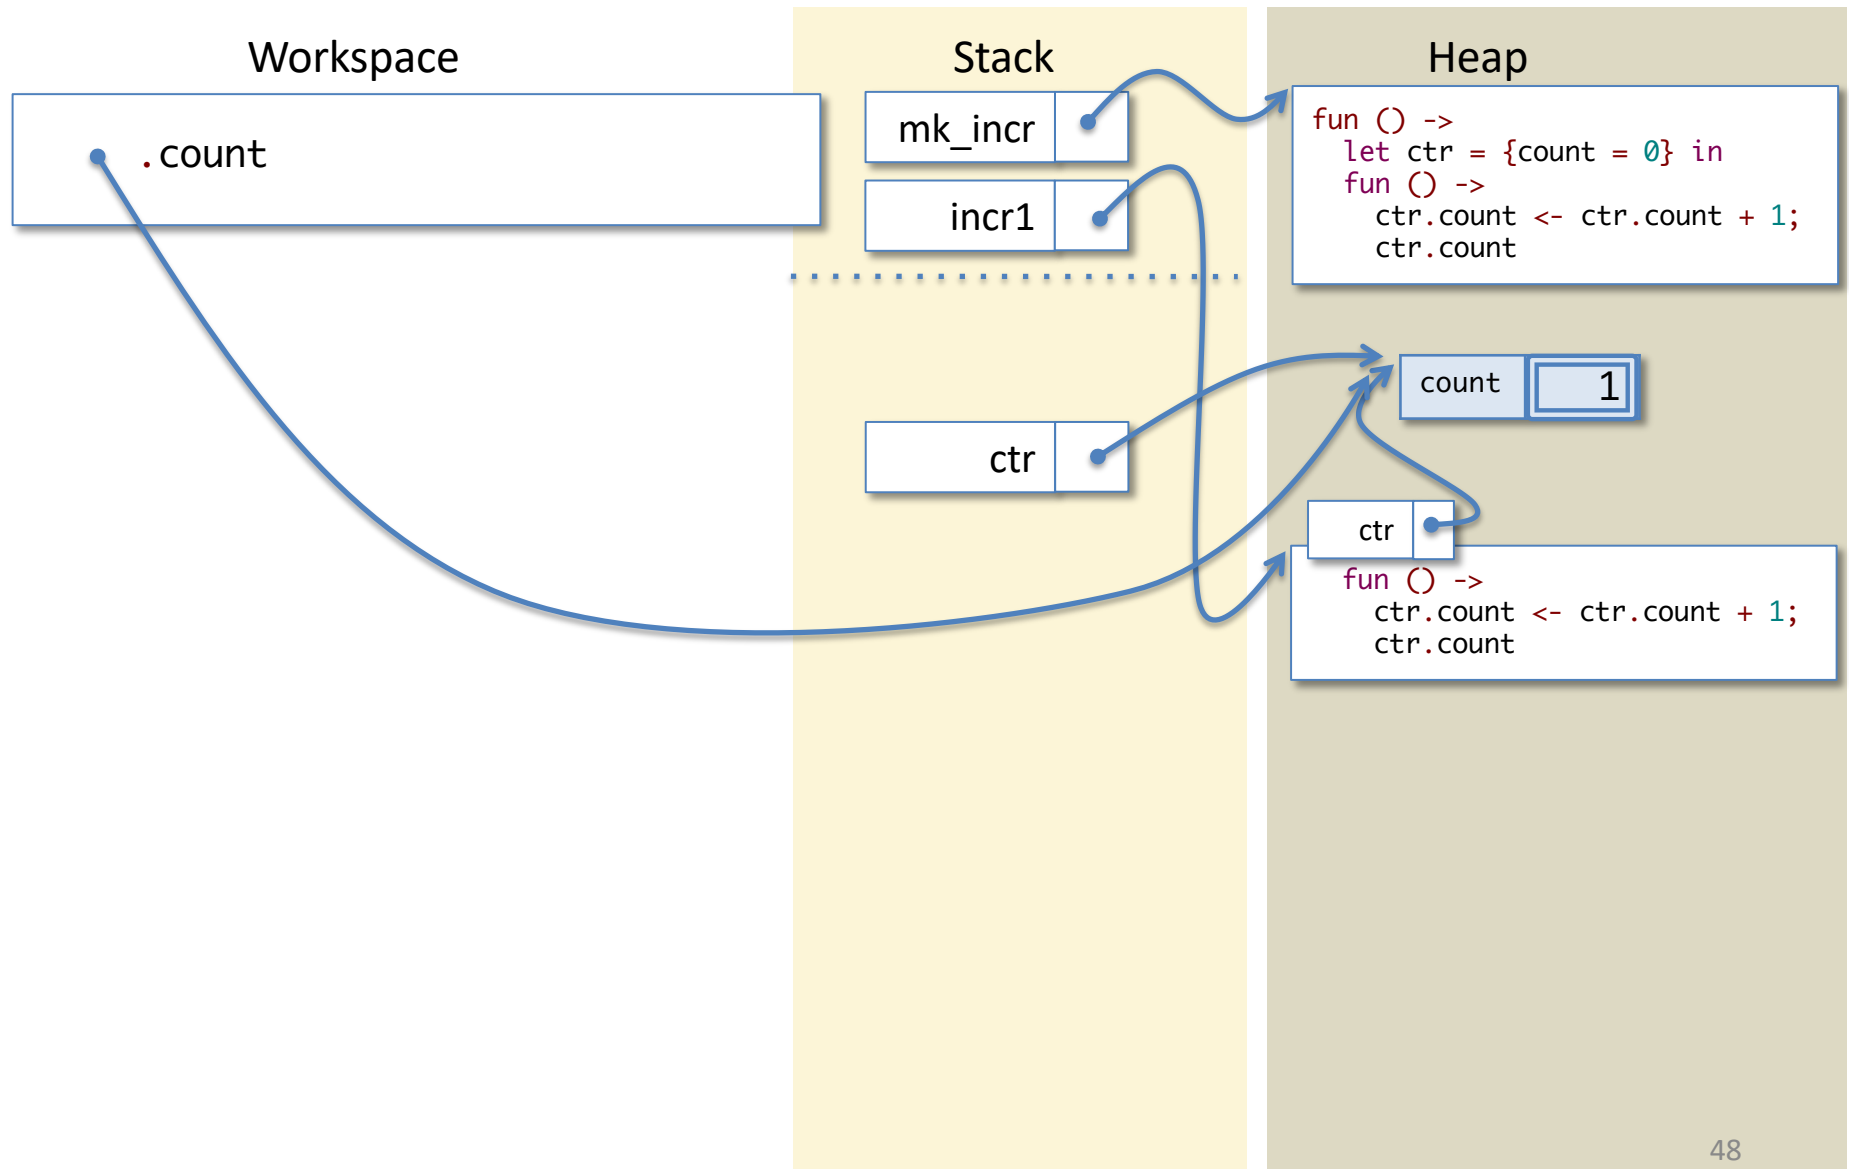 Workspace
Stack
Heap
.count
mk_incr
incr1
ctr
fun () ->
let ctr = {count = 0} in
fun () ->
ctr.count <- ctr.count + 1;
ctr.count
count 1
ctr
fun () ->
ctr.count <- ctr.count + 1;
ctr.count
48